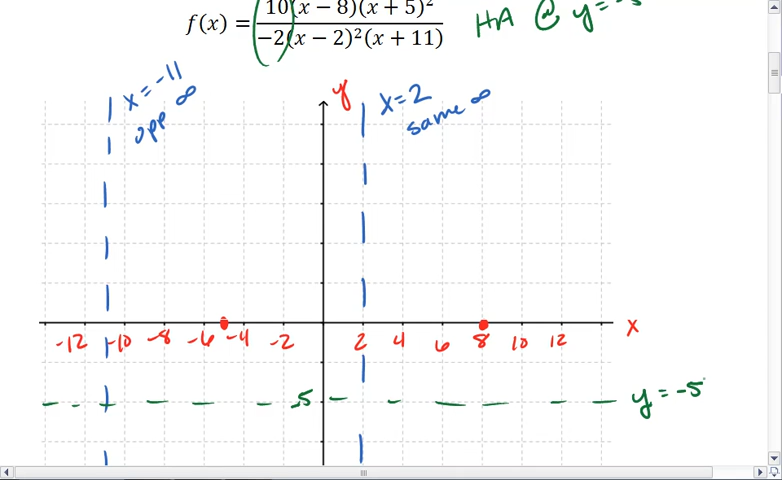 f(x) = 10(x − 8)(x + 5)² / −2(x − 2)²(x + 11)
HA @ y = -5
x = -11
opp ∞
y
x = 2
same ∞
-12 -10 -8 -6 -4 -2 2 4 6 8 10 12 x
-5
y = -5